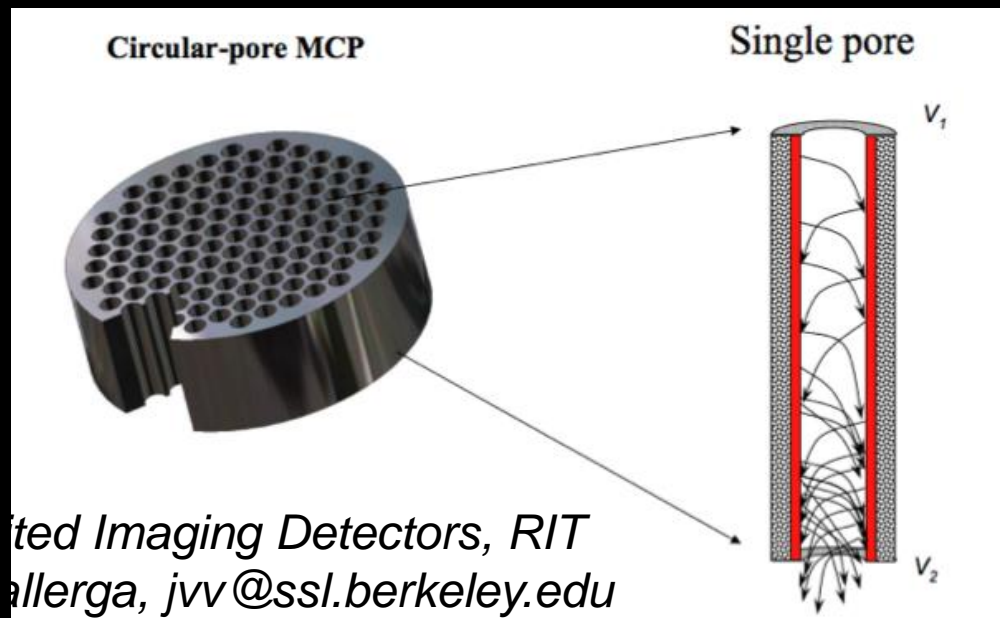 Circular-pore MCP
Single pore
V1
V2
ited Imaging Detectors, RIT
allerga, jvv@ssl.berkeley.edu